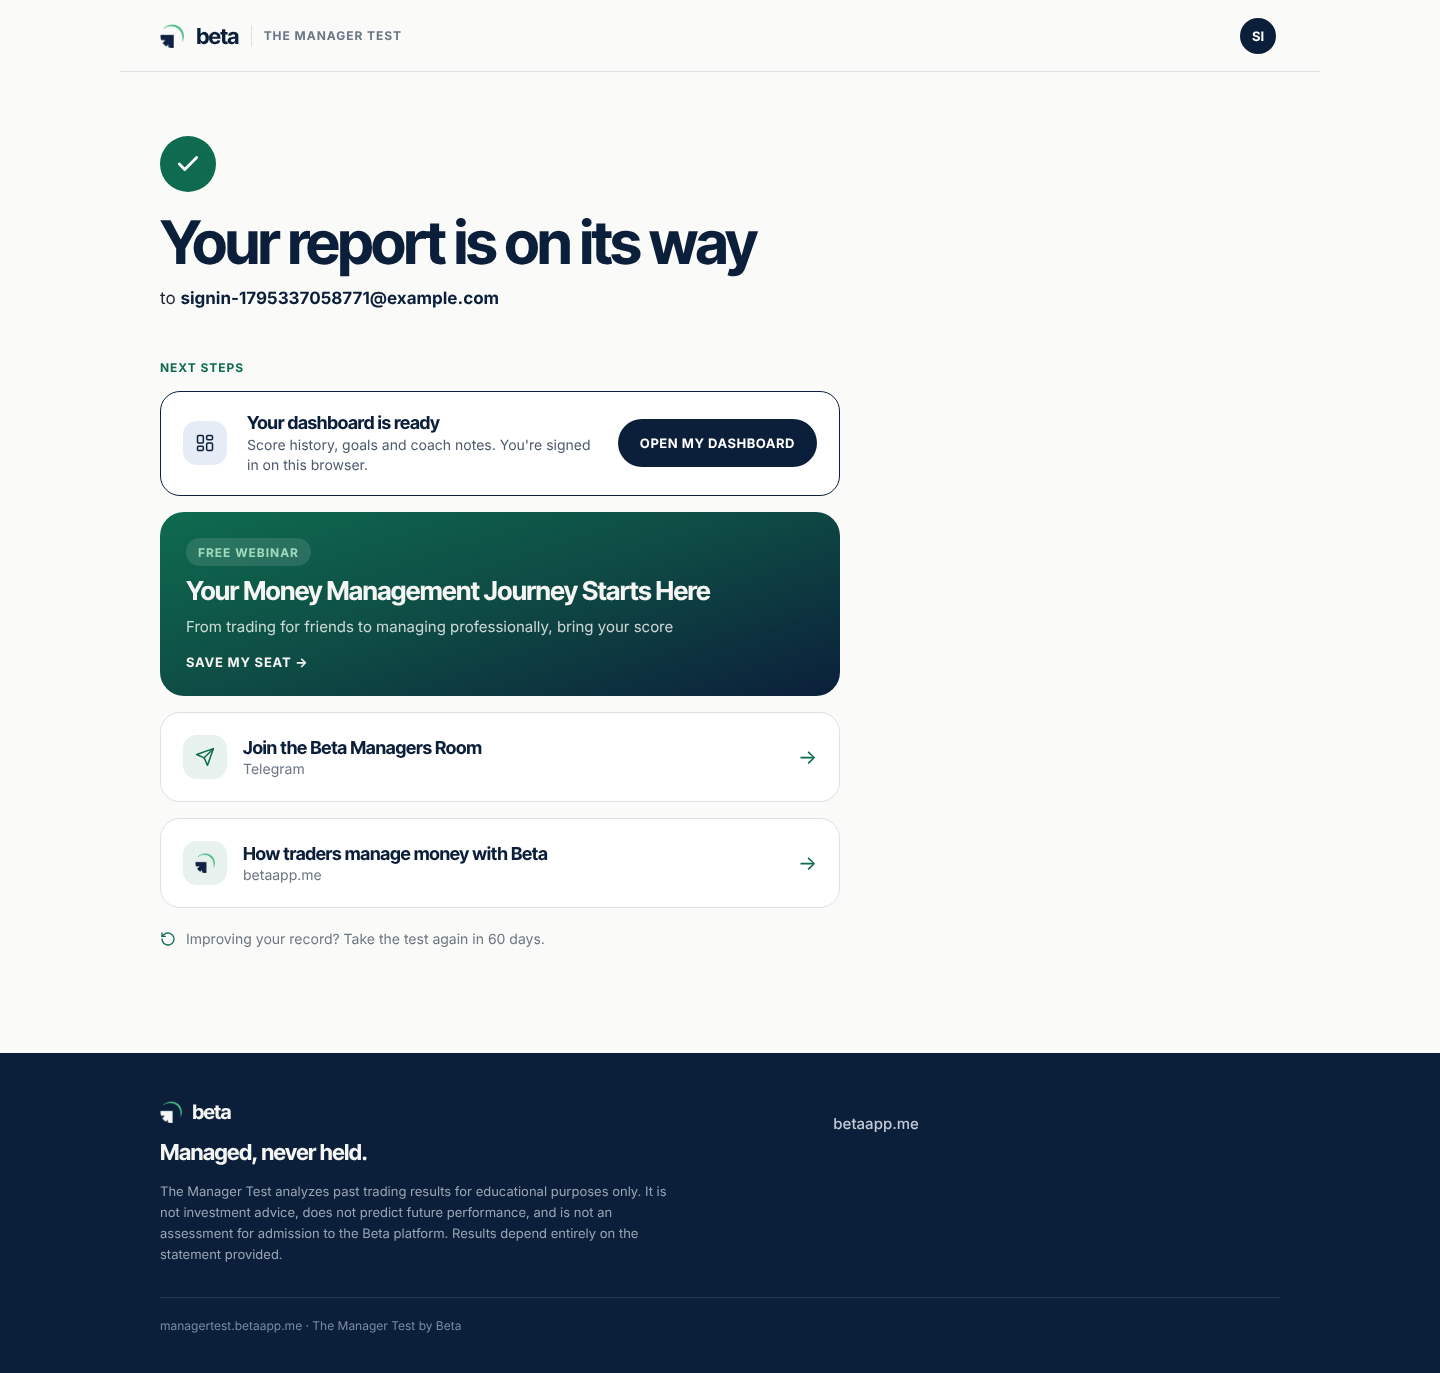 beta
THE MANAGER TEST
SI
Your report is on its way
to signin-1795337058771@example.com
NEXT STEPS
Your dashboard is ready
Score history, goals and coach notes. You're signed
in on this browser.
OPEN MY DASHBOARD
FREE WEBINAR
Your Money Management Journey Starts Here
From trading for friends to managing professionally, bring your score
SAVE MY SEAT →
Join the Beta Managers Room
Telegram
How traders manage money with Beta
betaapp.me
Improving your record? Take the test again in 60 days.
beta
Managed, never held.
The Manager Test analyzes past trading results for educational purposes only. It is
not investment advice, does not predict future performance, and is not an
assessment for admission to the Beta platform. Results depend entirely on the
statement provided.
betaapp.me
managertest.betaapp.me · The Manager Test by Beta